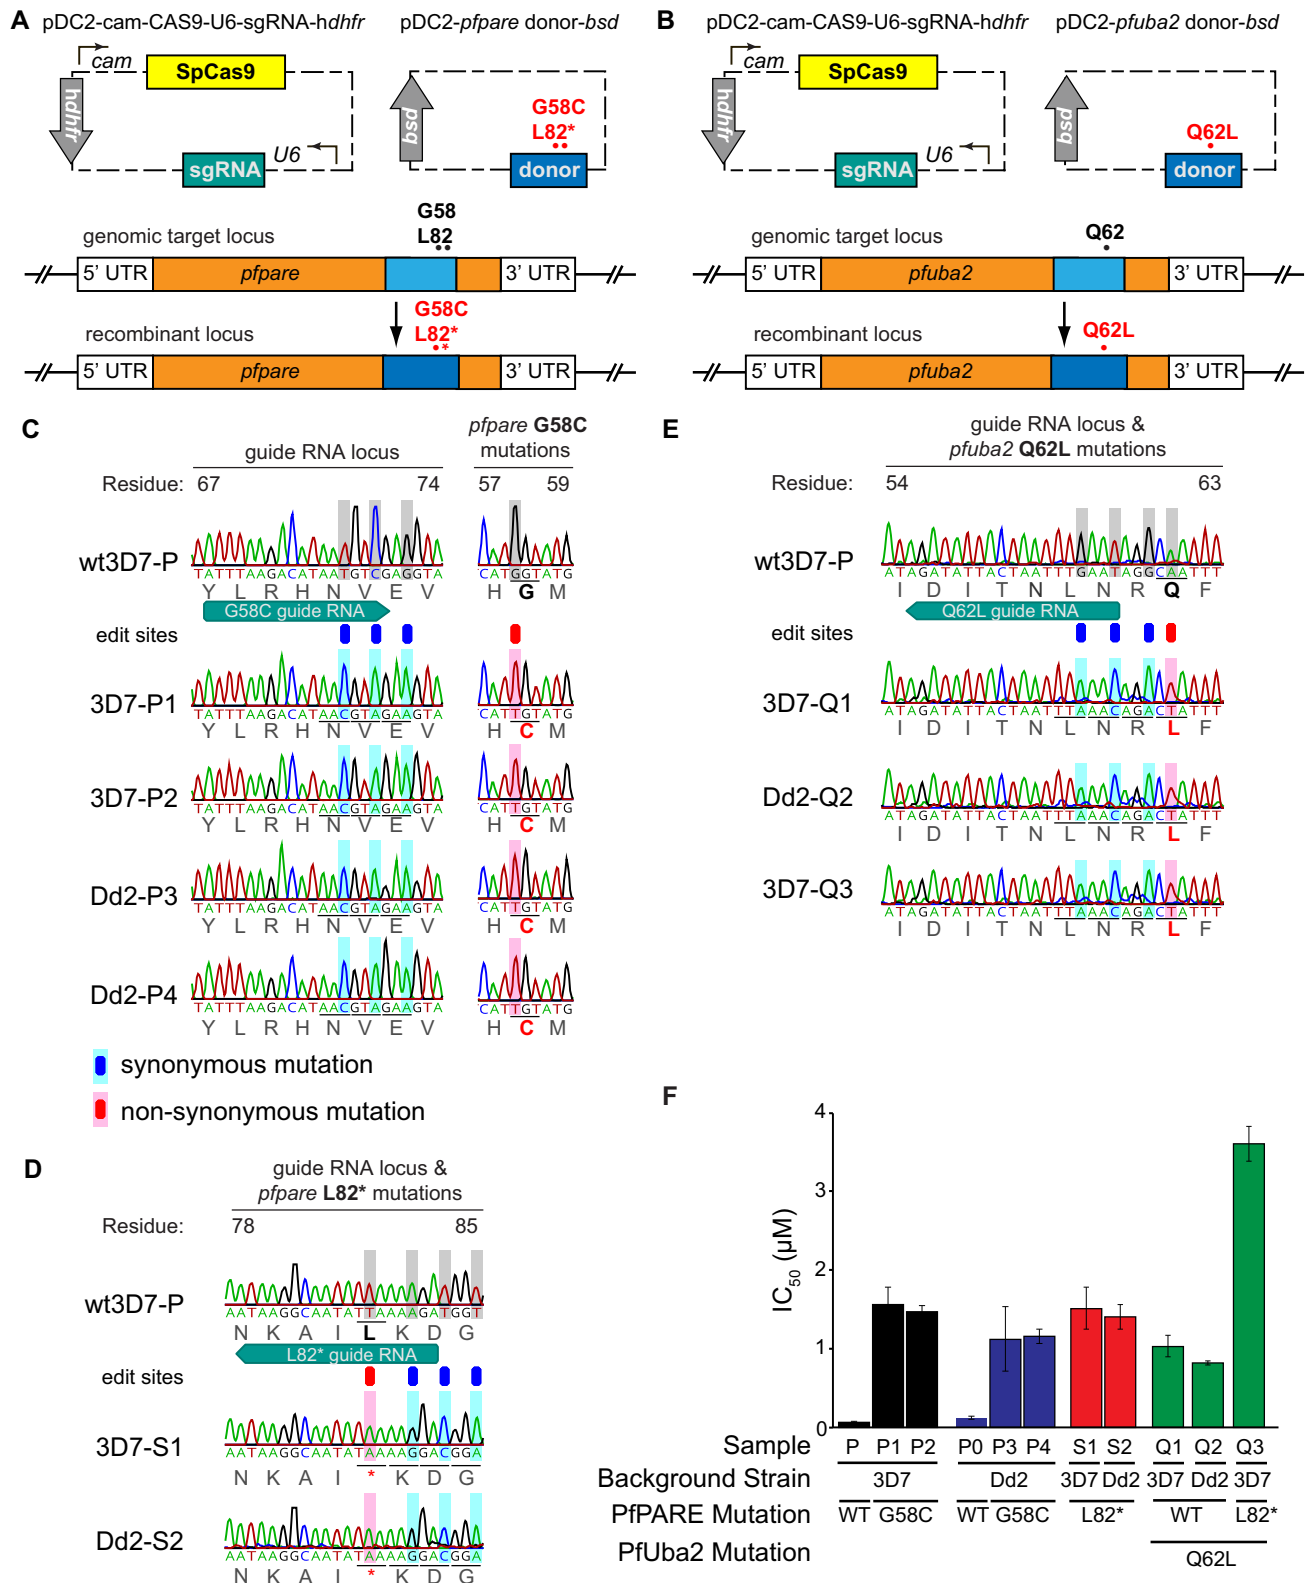 A pDC2-cam-CAS9-U6-sgRNA-hdhfr pDC2-pfpare donor-bsd
cam
SpCas9
hdhfr
bsd
G58C
L82*
U6
sgRNA
donor
G58
L82
genomic target locus
5' UTR pfpare 3' UTR
G58C
L82*
recombinant locus
5' UTR pfpare 3' UTR
B pDC2-cam-CAS9-U6-sgRNA-hdhfr pDC2-pfuba2 donor-bsd
cam
SpCas9
hdhfr
bsd
Q62L
U6
sgRNA
donor
Q62
genomic target locus
5' UTR pfuba2 3' UTR
Q62L
recombinant locus
5' UTR pfuba2 3' UTR
C
guide RNA locus
pfpare G58C
mutations
Residue: 67 74 57 59
wt3D7-P
TATTTAAGACATAATGTCGAGGTA CATGGTATG
Y L R H N V E V H G M
G58C guide RNA
edit sites
3D7-P1
TATTTAAGACATAACGTAGAAGTA CATTGTATG
Y L R H N V E V H C M
3D7-P2
TATTTAAGACATAACGTAGAAGTA CATTGTATG
Y L R H N V E V H C M
Dd2-P3
TATTTAAGACATAACGTAGAAGTA CATTGTATG
Y L R H N V E V H C M
Dd2-P4
TATTTAAGACATAACGTAGAAGTA CATTGTATG
Y L R H N V E V H C M
synonymous mutation
non-synonymous mutation
D
guide RNA locus &
pfpare L82* mutations
Residue: 78 85
wt3D7-P
AATAAGGCAATATTAAAAGATGGT
N K A I L K D G
L82* guide RNA
edit sites
3D7-S1
AATAAGGCAATATAAAAGGACGGA
N K A I * K D G
Dd2-S2
AATAAGGCAATATAAAAGGACGGA
N K A I * K D G
E
guide RNA locus &
pfuba2 Q62L mutations
Residue: 54 63
wt3D7-P
ATAGATATTACTAATTTGAATAGGCAATTT
I D I T N L N R Q F
Q62L guide RNA
edit sites
3D7-Q1
ATAGATATTACTAATTTAAACAGACTATTT
I D I T N L N R L F
Dd2-Q2
ATAGATATTACTAATTTAAACAGACTATTT
I D I T N L N R L F
3D7-Q3
ATAGATATTACTAATTTAAACAGACTATTT
I D I T N L N R L F
F
4
3
2
1
0
IC50 (µM)
Sample P P1 P2 P0 P3 P4 S1 S2 Q1 Q2 Q3
Background Strain 3D7 Dd2 3D7 Dd2 3D7 Dd2 3D7
PfPARE Mutation WT G58C WT G58C L82* WT L82*
PfUba2 Mutation Q62L